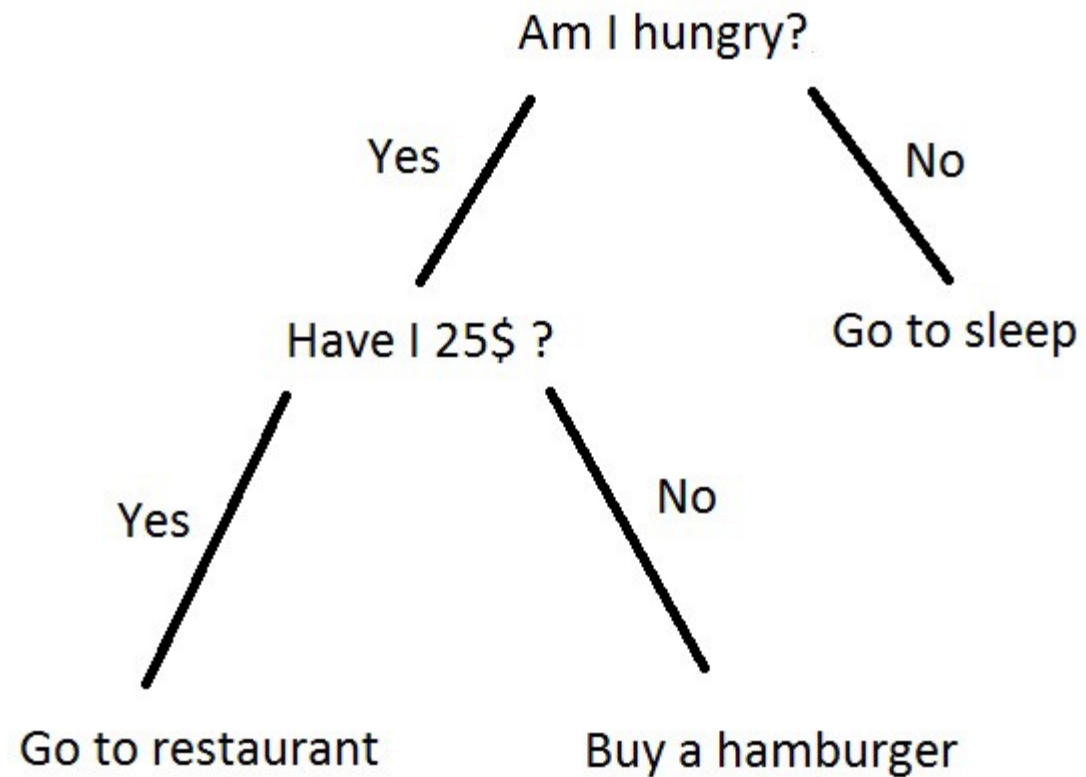 Am I hungry?
Yes
No
Have I 25$ ?
Go to sleep
Yes
No
Go to restaurant
Buy a hamburger